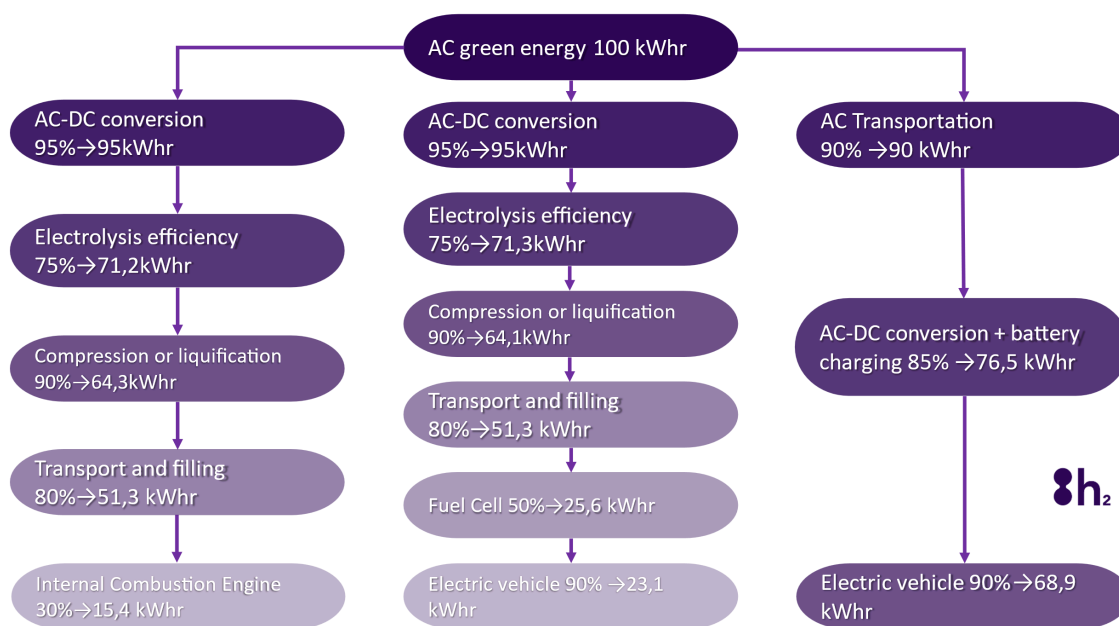 AC green energy 100 kWhr
AC-DC conversion
95%→95kWhr
Electrolysis efficiency
75%→71,2kWhr
Compression or liquification
90%→64,3kWhr
Transport and filling
80%→51,3 kWhr
Internal Combustion Engine
30%→15,4 kWhr
AC-DC conversion
95%→95kWhr
Electrolysis efficiency
75%→71,3kWhr
Compression or liquification
90%→64,1kWhr
Transport and filling
80%→51,3 kWhr
Fuel Cell 50%→25,6 kWhr
Electric vehicle 90% →23,1
kWhr
AC Transportation
90% →90 kWhr
AC-DC conversion + battery
charging 85% →76,5 kWhr
Electric vehicle 90%→68,9
kWhr
h₂